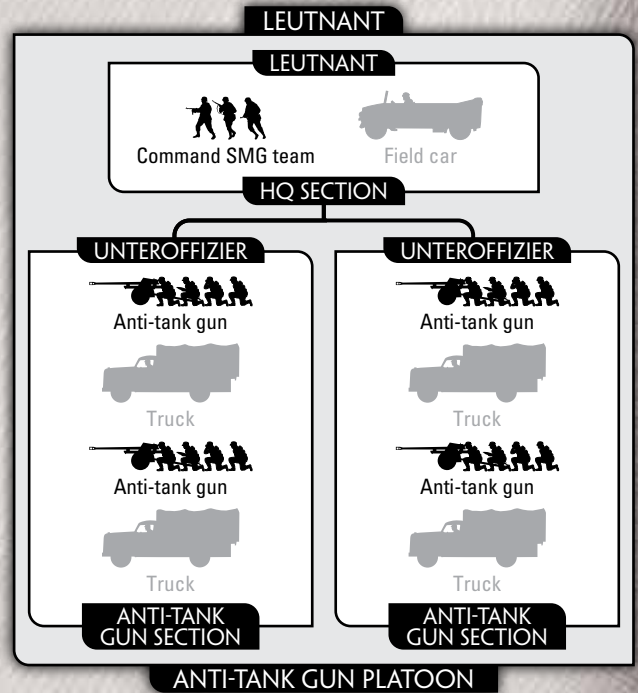 LEUTNANT
LEUTNANT
Command SMG team
Field car
HQ SECTION
UNTEROFFIZIER
Anti-tank gun
Truck
Anti-tank gun
Truck
ANTI-TANK
GUN SECTION
UNTEROFFIZIER
Anti-tank gun
Truck
Anti-tank gun
Truck
ANTI-TANK
GUN SECTION
ANTI-TANK GUN PLATOON